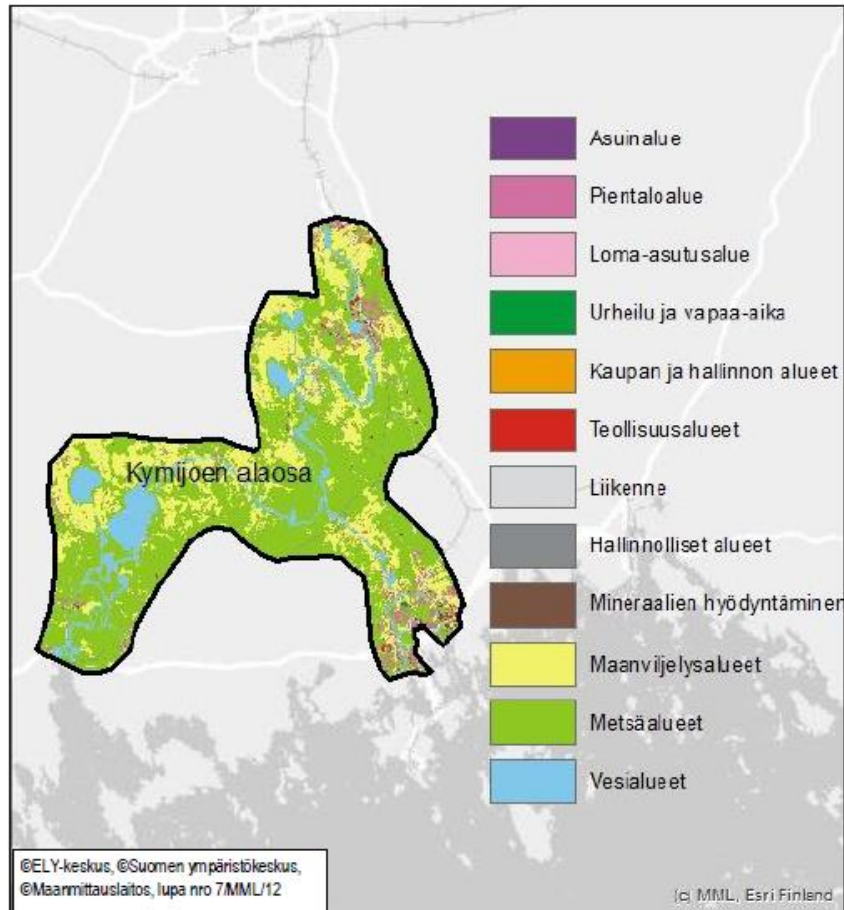 Asuinalue
Pientaloalue
Loma-asutusalue
Urheilu ja vapaa-aika
Kaupan ja hallinnon alueet
Teollisuusalueet
Liikenne
Hallinnolliset alueet
Mineraalien hyödyntäminen
Maanviljelysalueet
Metsäalueet
Vesialueet
Kymijoen alaosa
©ELY-keskus, ©Suomen ympäristökeskus,
©Maanmittauslaitos, lupa nro 7/MML/12
(c) MML, Esri Finland